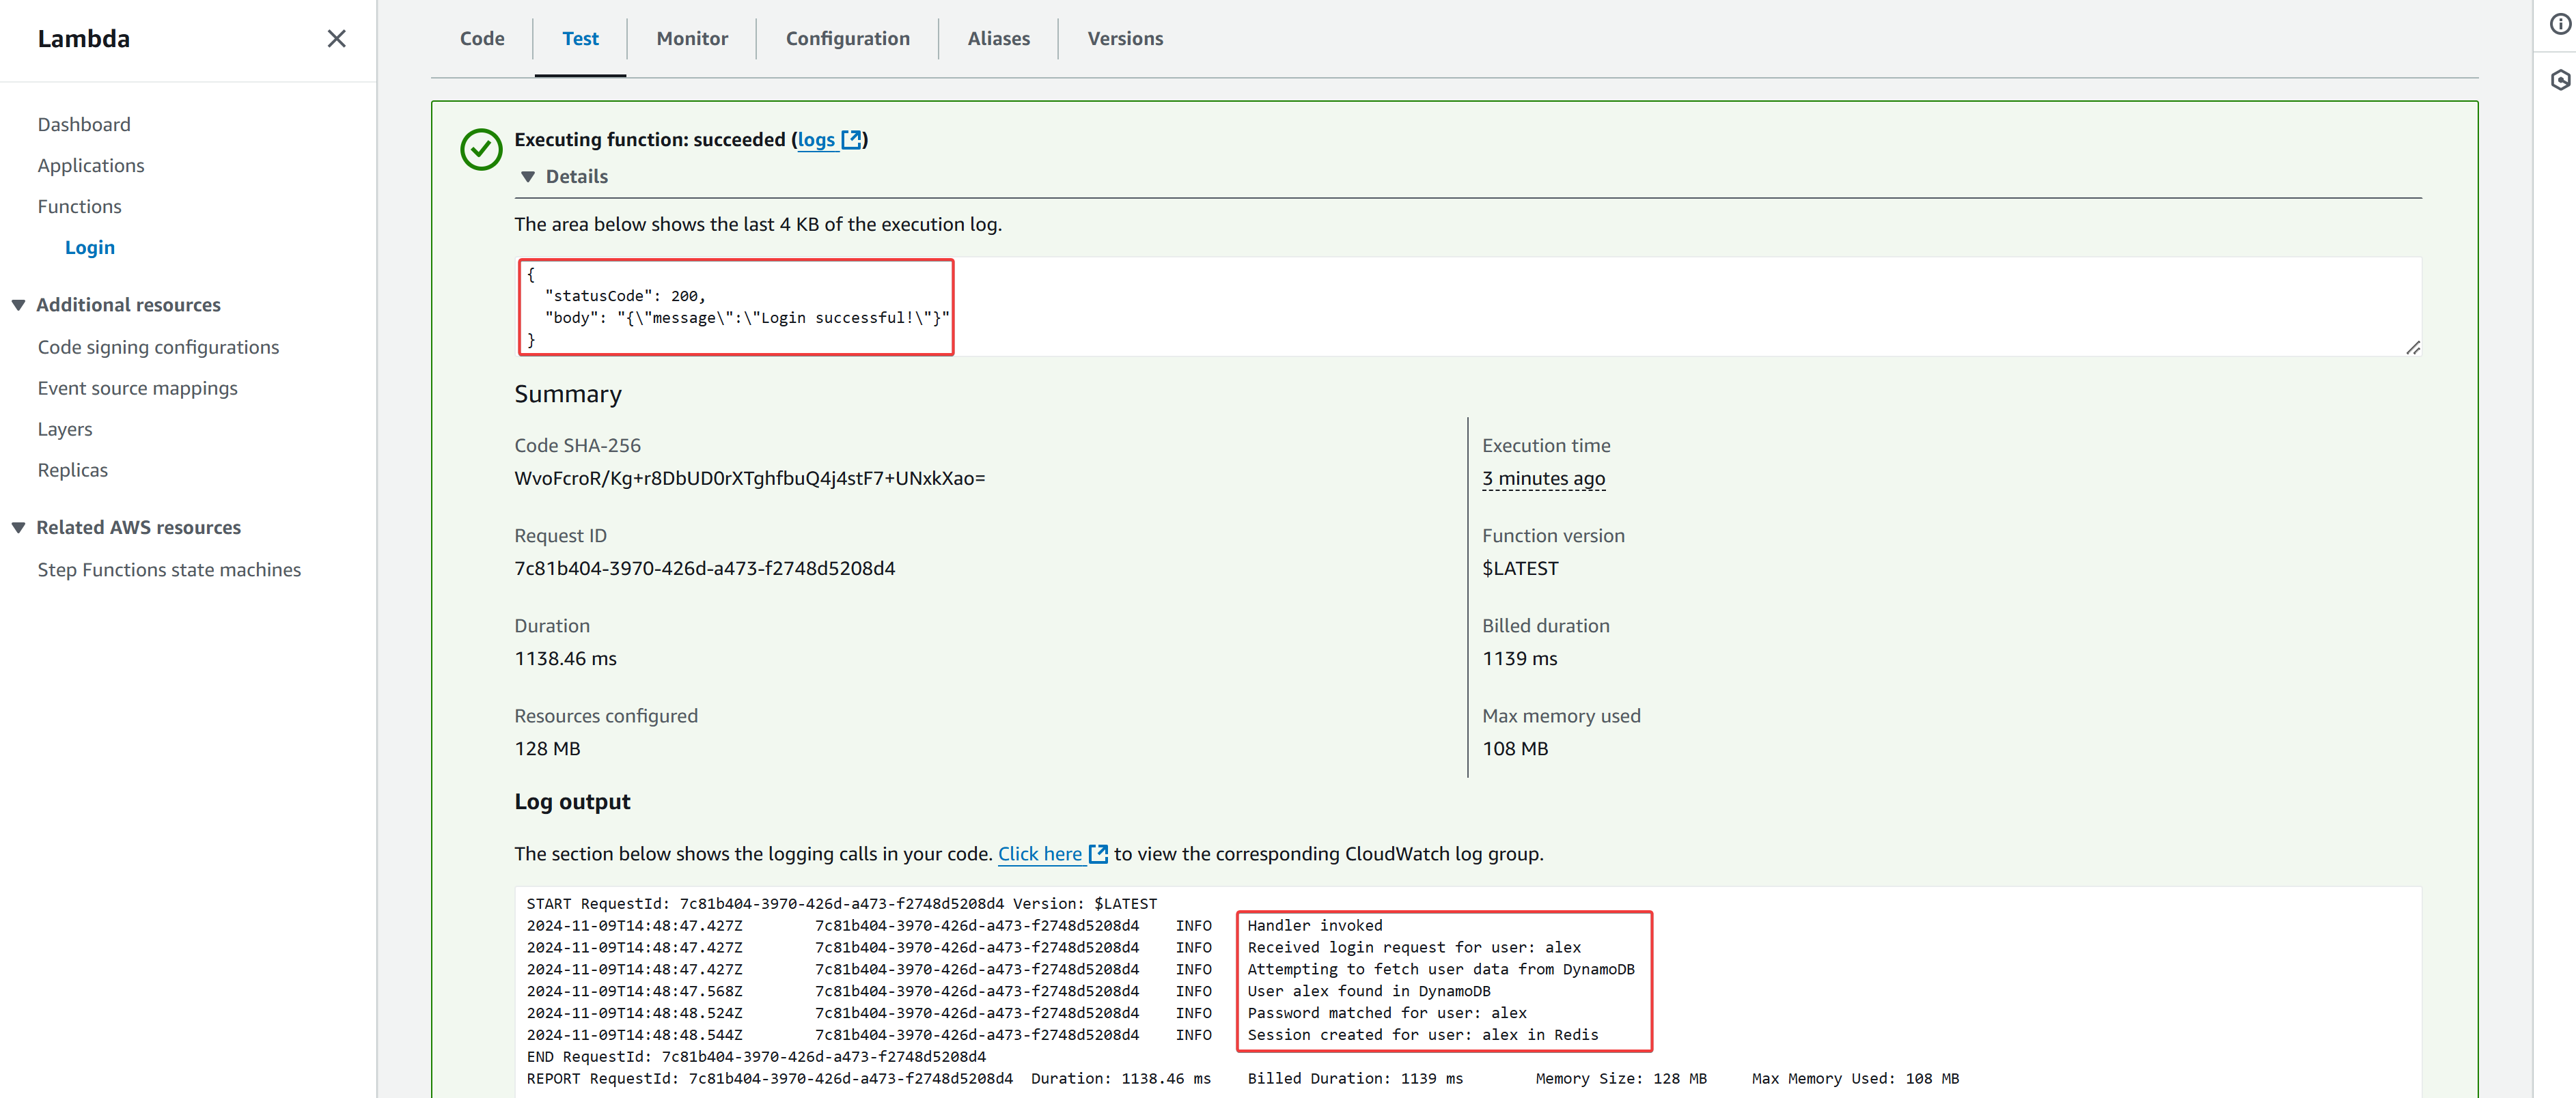 Lambda
Dashboard
Applications
Functions
Login
Additional resources
Code signing configurations
Event source mappings
Layers
Replicas
Related AWS resources
Step Functions state machines
Code Test Monitor Configuration Aliases Versions
Executing function: succeeded (logs)
Details
The area below shows the last 4 KB of the execution log.
{
"statusCode": 200,
"body": "{\"message\":\"Login successful!\"}"
}
Summary
Code SHA-256
WvoFcroR/Kg+r8DbUD0rXTghfbuQ4j4stF7+UNxkXao=
Execution time
3 minutes ago
Request ID
7c81b404-3970-426d-a473-f2748d5208d4
Function version
$LATEST
Duration
1138.46 ms
Billed duration
1139 ms
Resources configured
128 MB
Max memory used
108 MB
Log output
The section below shows the logging calls in your code. Click here to view the corresponding CloudWatch log group.
START RequestId: 7c81b404-3970-426d-a473-f2748d5208d4 Version: $LATEST
2024-11-09T14:48:47.427Z 7c81b404-3970-426d-a473-f2748d5208d4 INFO Handler invoked
2024-11-09T14:48:47.427Z 7c81b404-3970-426d-a473-f2748d5208d4 INFO Received login request for user: alex
2024-11-09T14:48:47.427Z 7c81b404-3970-426d-a473-f2748d5208d4 INFO Attempting to fetch user data from DynamoDB
2024-11-09T14:48:47.568Z 7c81b404-3970-426d-a473-f2748d5208d4 INFO User alex found in DynamoDB
2024-11-09T14:48:48.524Z 7c81b404-3970-426d-a473-f2748d5208d4 INFO Password matched for user: alex
2024-11-09T14:48:48.544Z 7c81b404-3970-426d-a473-f2748d5208d4 INFO Session created for user: alex in Redis
END RequestId: 7c81b404-3970-426d-a473-f2748d5208d4
REPORT RequestId: 7c81b404-3970-426d-a473-f2748d5208d4 Duration: 1138.46 ms Billed Duration: 1139 ms Memory Size: 128 MB Max Memory Used: 108 MB